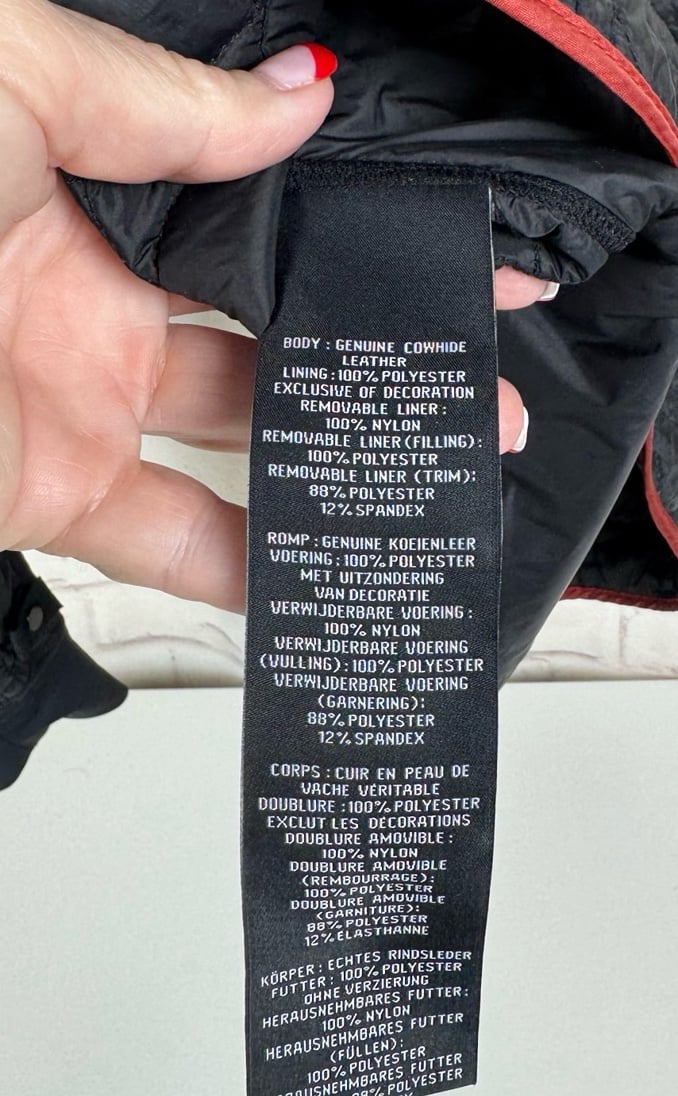 BODY : GENUINE COWHIDE
LEATHER
LINING : 100% POLYESTER
EXCLUSIVE OF DECORATION
REMOVABLE LINER :
100% NYLON
REMOVABLE LINER (FILLING) :
100% POLYESTER
REMOVABLE LINER (TRIM) :
88% POLYESTER
12% SPANDEX
ROMP : GENUINE KOEIENLEER
VOERING : 100% POLYESTER
MET UITZONDERING
VAN DECORATIE
VERWIJDERBARE VOERING :
100% NYLON
VERWIJDERBARE VOERING
(VULLING) : 100% POLYESTER
VERWIJDERBARE VOERING
(GARNERING) :
88% POLYESTER
12% SPANDEX
CORPS : CUIR EN PEAU DE
VACHE VÉRITABLE
DOUBLURE : 100% POLYESTER
EXCLUT LES DÉCORATIONS
DOUBLURE AMOVIBLE :
100% NYLON
DOUBLURE AMOVIBLE
(REMBOURRAGE) :
100% POLYESTER
DOUBLURE AMOVIBLE
(GARNITURE) :
88% POLYESTER
12% ELASTHANNE
KÖRPER : ECHTES RINDSLEDER
FUTTER : 100% POLYESTER
OHNE VERZIERUNG
HERAUSNEHMBARES FUTTER :
100% NYLON
HERAUSNEHMBARES FUTTER
(FÜLLEN) :
100% POLYESTER
FUTTER
POLYESTER